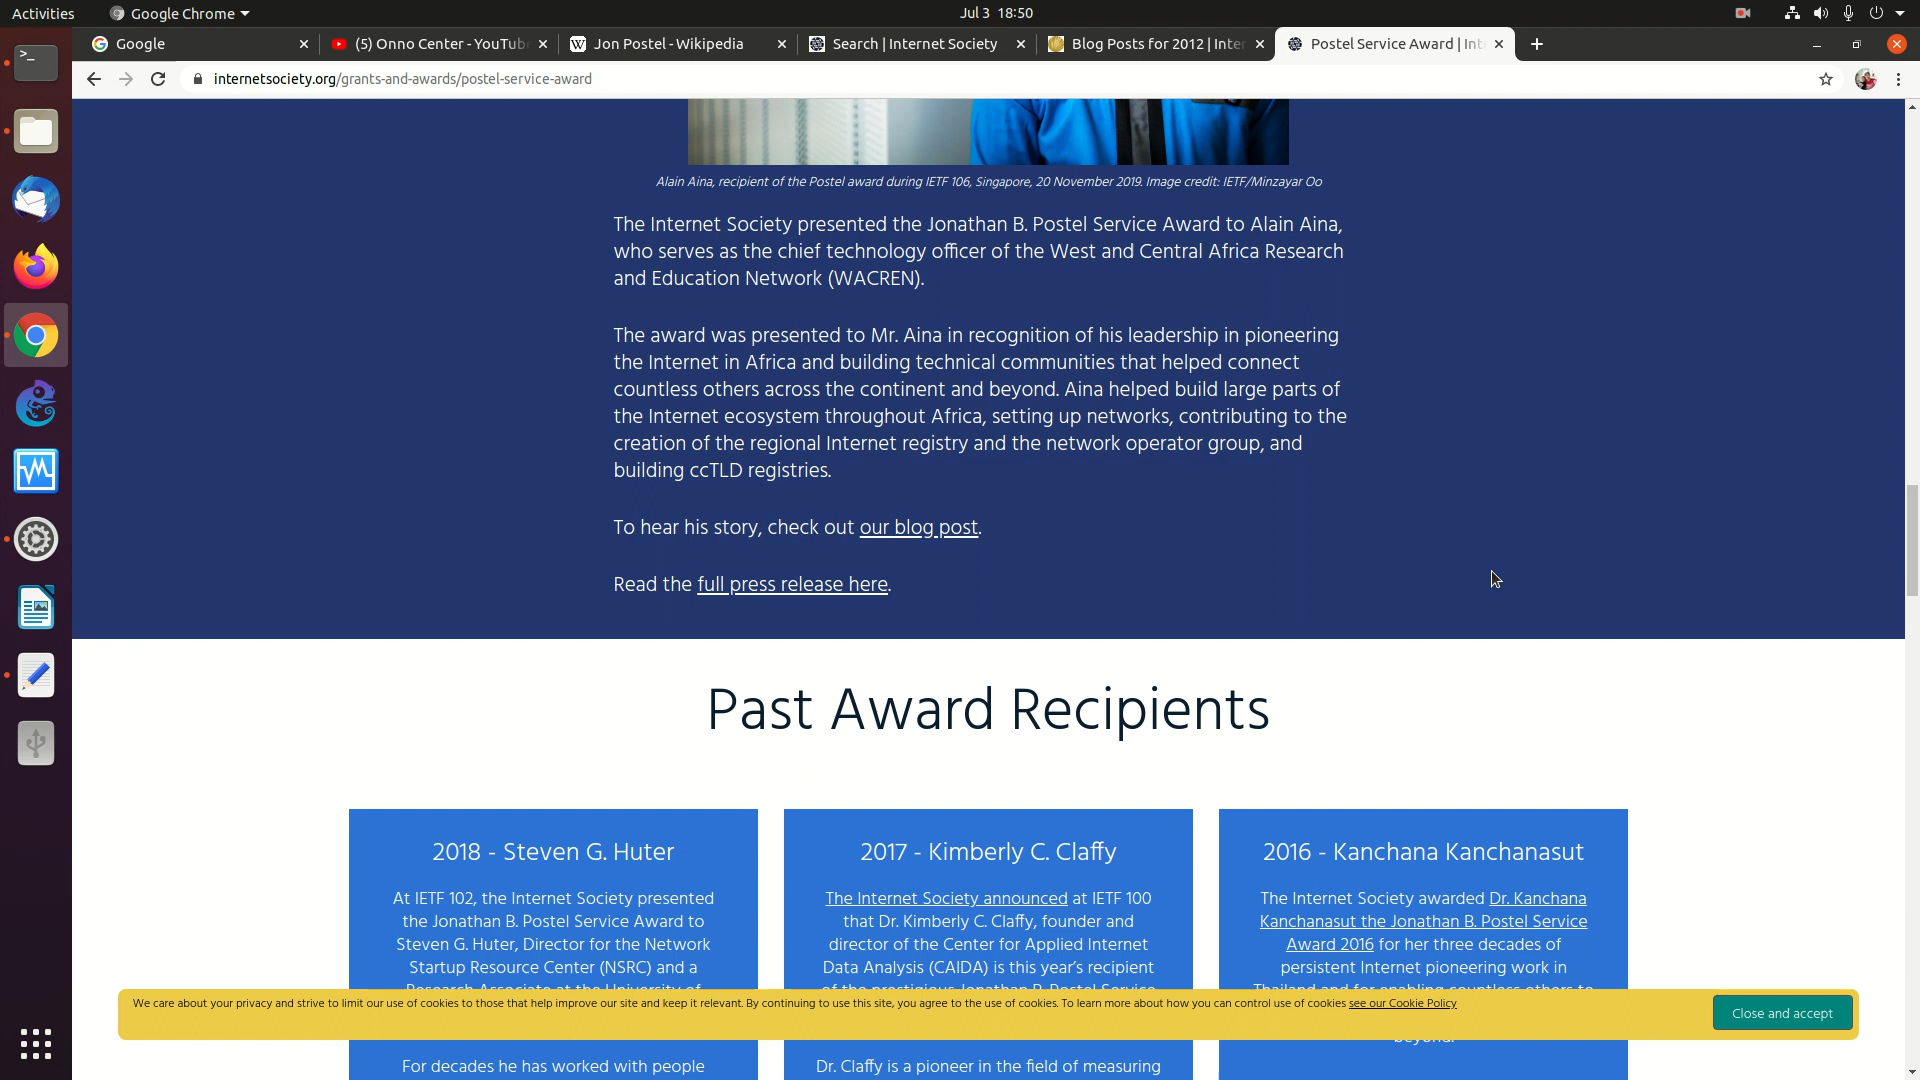 Activities
Google Chrome
Jul 3 18:50
Google
(5) Onno Center - YouTub
Jon Postel - Wikipedia
Search | Internet Society
Blog Posts for 2012 | Inter
Postel Service Award | Int
internetsociety.org/grants-and-awards/postel-service-award
Alain Aina, recipient of the Postel award during IETF 106, Singapore, 20 November 2019. Image credit: IETF/Minzayar Oo
The Internet Society presented the Jonathan B. Postel Service Award to Alain Aina,
who serves as the chief technology officer of the West and Central Africa Research
and Education Network (WACREN).
The award was presented to Mr. Aina in recognition of his leadership in pioneering
the Internet in Africa and building technical communities that helped connect
countless others across the continent and beyond. Aina helped build large parts of
the Internet ecosystem throughout Africa, setting up networks, contributing to the
creation of the regional Internet registry and the network operator group, and
building ccTLD registries.
To hear his story, check out our blog post.
Read the full press release here.
Past Award Recipients
2018 - Steven G. Huter
At IETF 102, the Internet Society presented
the Jonathan B. Postel Service Award to
Steven G. Huter, Director for the Network
Startup Resource Center (NSRC) and a
For decades he has worked with people
2017 - Kimberly C. Claffy
The Internet Society announced at IETF 100
that Dr. Kimberly C. Claffy, founder and
director of the Center for Applied Internet
Data Analysis (CAIDA) is this year's recipient
Dr. Claffy is a pioneer in the field of measuring
2016 - Kanchana Kanchanasut
The Internet Society awarded Dr. Kanchana
Kanchanasut the Jonathan B. Postel Service
Award 2016 for her three decades of
persistent Internet pioneering work in
We care about your privacy and strive to limit our use of cookies to those that help improve our site and keep it relevant. By continuing to use this site, you agree to the use of cookies. To learn more about how you can control use of cookies see our Cookie Policy
Close and accept